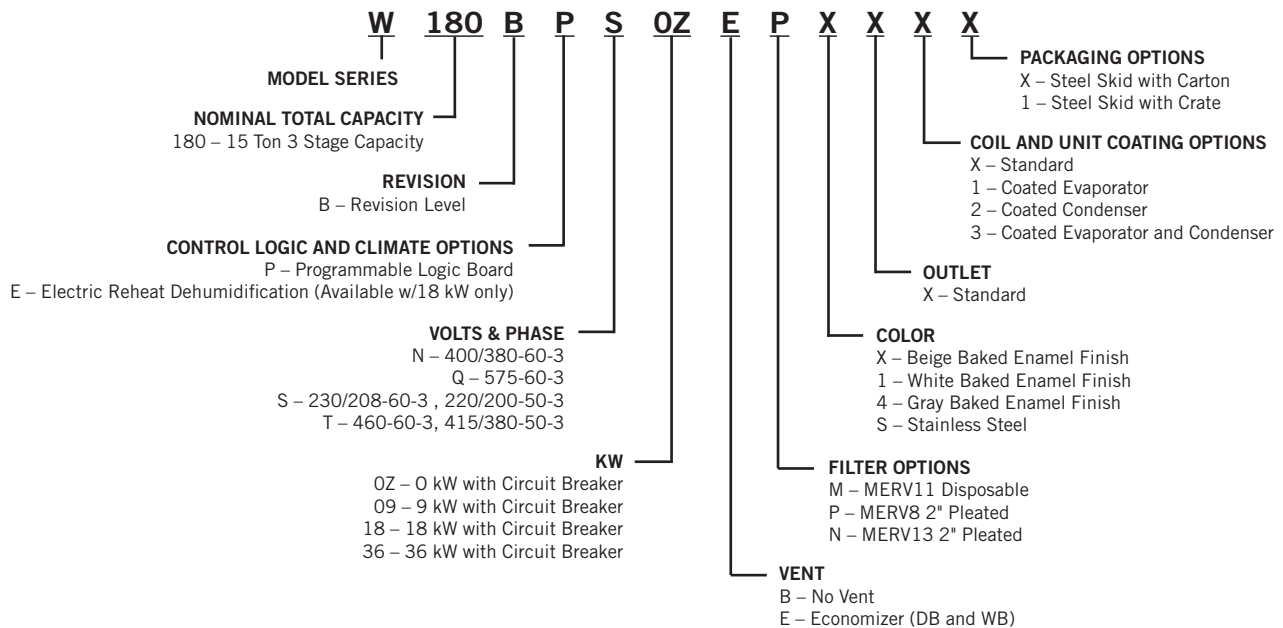 W 180 B P S 0Z E P X X X X
MODEL SERIES
NOMINAL TOTAL CAPACITY
180 – 15 Ton 3 Stage Capacity
REVISION
B – Revision Level
CONTROL LOGIC AND CLIMATE OPTIONS
P – Programmable Logic Board
E – Electric Reheat Dehumidification (Available w/18 kW only)
VOLTS & PHASE
N – 400/380-60-3
Q – 575-60-3
S – 230/208-60-3 , 220/200-50-3
T – 460-60-3, 415/380-50-3
KW
0Z – O kW with Circuit Breaker
09 – 9 kW with Circuit Breaker
18 – 18 kW with Circuit Breaker
36 – 36 kW with Circuit Breaker
PACKAGING OPTIONS
X – Steel Skid with Carton
1 – Steel Skid with Crate
COIL AND UNIT COATING OPTIONS
X – Standard
1 – Coated Evaporator
2 – Coated Condenser
3 – Coated Evaporator and Condenser
OUTLET
X – Standard
COLOR
X – Beige Baked Enamel Finish
1 – White Baked Enamel Finish
4 – Gray Baked Enamel Finish
S – Stainless Steel
FILTER OPTIONS
M – MERV11 Disposable
P – MERV8 2" Pleated
N – MERV13 2" Pleated
VENT
B – No Vent
E – Economizer (DB and WB)